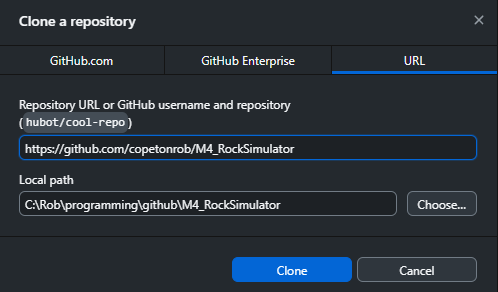 Clone a repository
GitHub.com
GitHub Enterprise
URL
Repository URL or GitHub username and repository
(hubot/cool-repo)
https://github.com/copetonrob/M4_RockSimulator
Local path
C:\Rob\programming\github\M4_RockSimulator
Choose...
Clone
Cancel